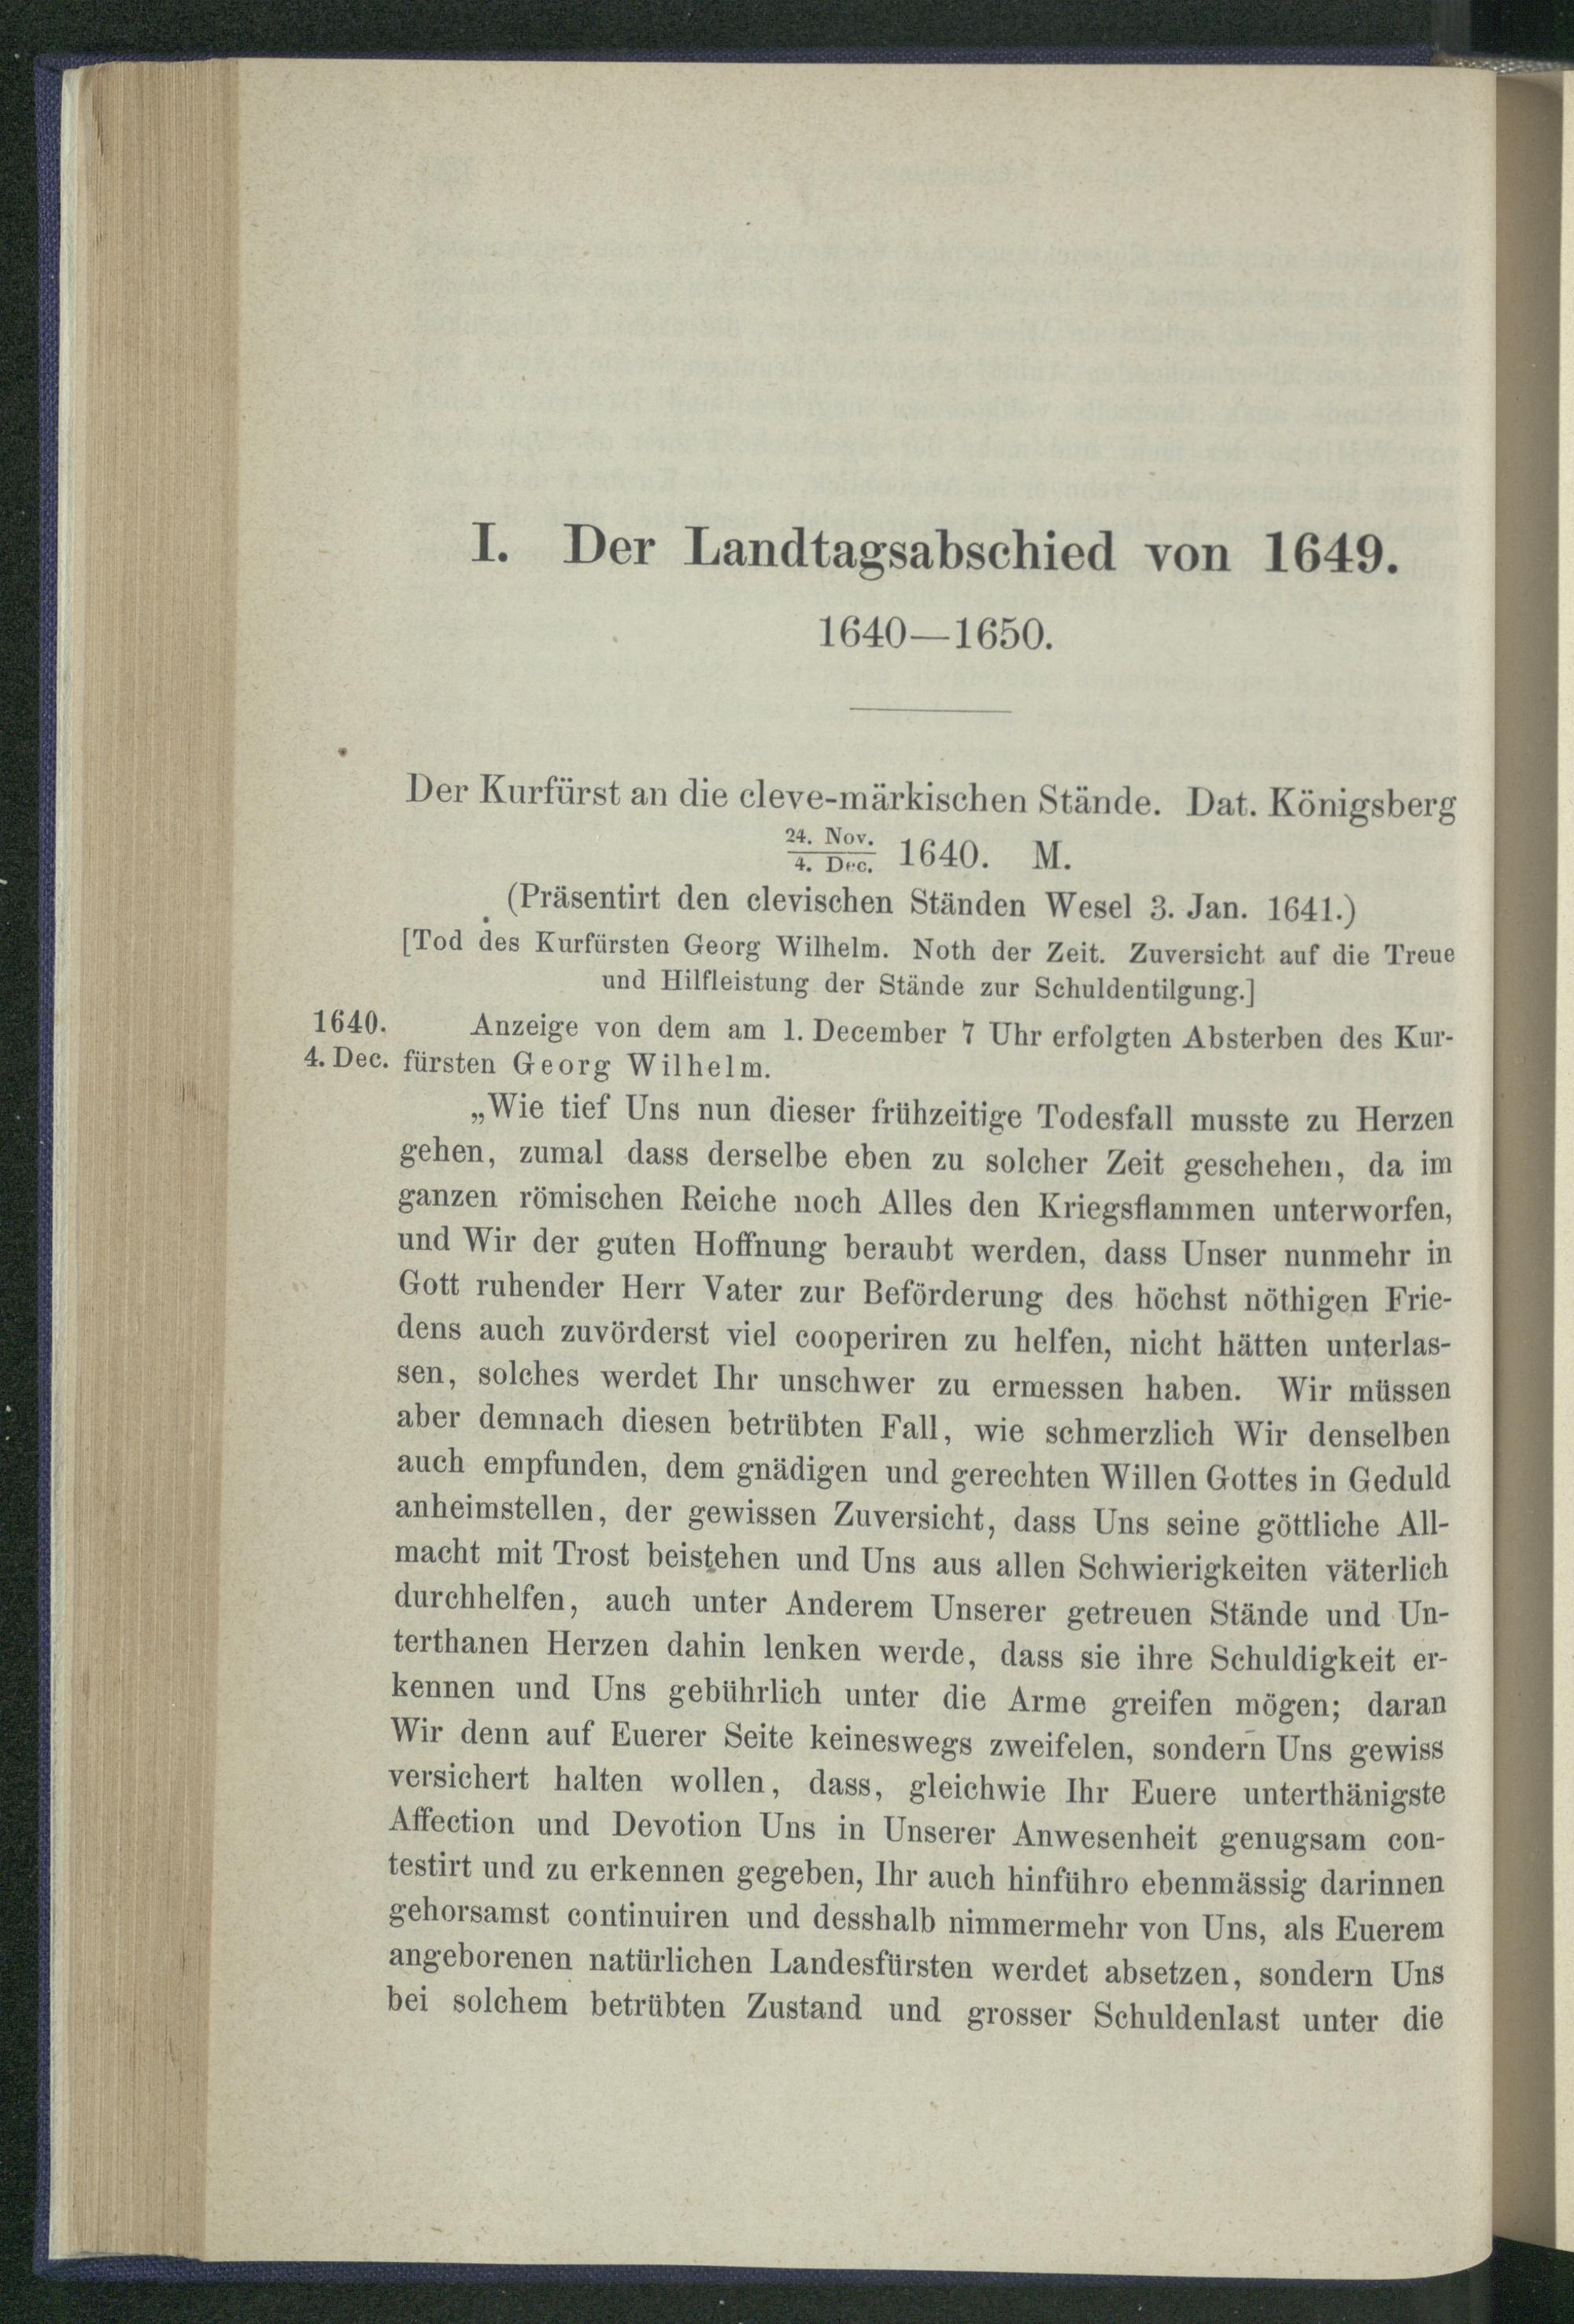 I. Der Landtagsabschied von 1649.
1640—1650.
Der Kurfürst an die cleve-märkischen Stände. Dat. Königsberg
24. Nov./4. Dec. 1640. M.
(Präsentirt den clevischen Ständen Wesel 3. Jan. 1641.)
[Tod des Kurfürsten Georg Wilhelm. Noth der Zeit. Zuversicht auf die Treue
und Hilfleistung der Stände zur Schuldentilgung.]
1640. Anzeige von dem am 1. December 7 Uhr erfolgten Absterben des Kur-
4. Dec. fürsten Georg Wilhelm.
„Wie tief Uns nun dieser frühzeitige Todesfall musste zu Herzen
gehen, zumal dass derselbe eben zu solcher Zeit geschehen, da im
ganzen römischen Reiche noch Alles den Kriegsflammen unterworfen,
und Wir der guten Hoffnung beraubt werden, dass Unser nunmehr in
Gott ruhender Herr Vater zur Beförderung des höchst nöthigen Frie-
dens auch zuvörderst viel cooperiren zu helfen, nicht hätten unterlas-
sen, solches werdet Ihr unschwer zu ermessen haben. Wir müssen
aber demnach diesen betrübten Fall, wie schmerzlich Wir denselben
auch empfunden, dem gnädigen und gerechten Willen Gottes in Geduld
anheimstellen, der gewissen Zuversicht, dass Uns seine göttliche All-
macht mit Trost beistehen und Uns aus allen Schwierigkeiten väterlich
durchhelfen, auch unter Anderem Unserer getreuen Stände und Un-
terthanen Herzen dahin lenken werde, dass sie ihre Schuldigkeit er-
kennen und Uns gebührlich unter die Arme greifen mögen; daran
Wir denn auf Euerer Seite keineswegs zweifelen, sondern Uns gewiss
versichert halten wollen, dass, gleichwie Ihr Euere unterthänigste
Affection und Devotion Uns in Unserer Anwesenheit genugsam con-
testirt und zu erkennen gegeben, Ihr auch hinführo ebenmässig darinnen
gehorsamst continuiren und desshalb nimmermehr von Uns, als Euerem
angeborenen natürlichen Landesfürsten werdet absetzen, sondern Uns
bei solchem betrübten Zustand und grosser Schuldenlast unter die